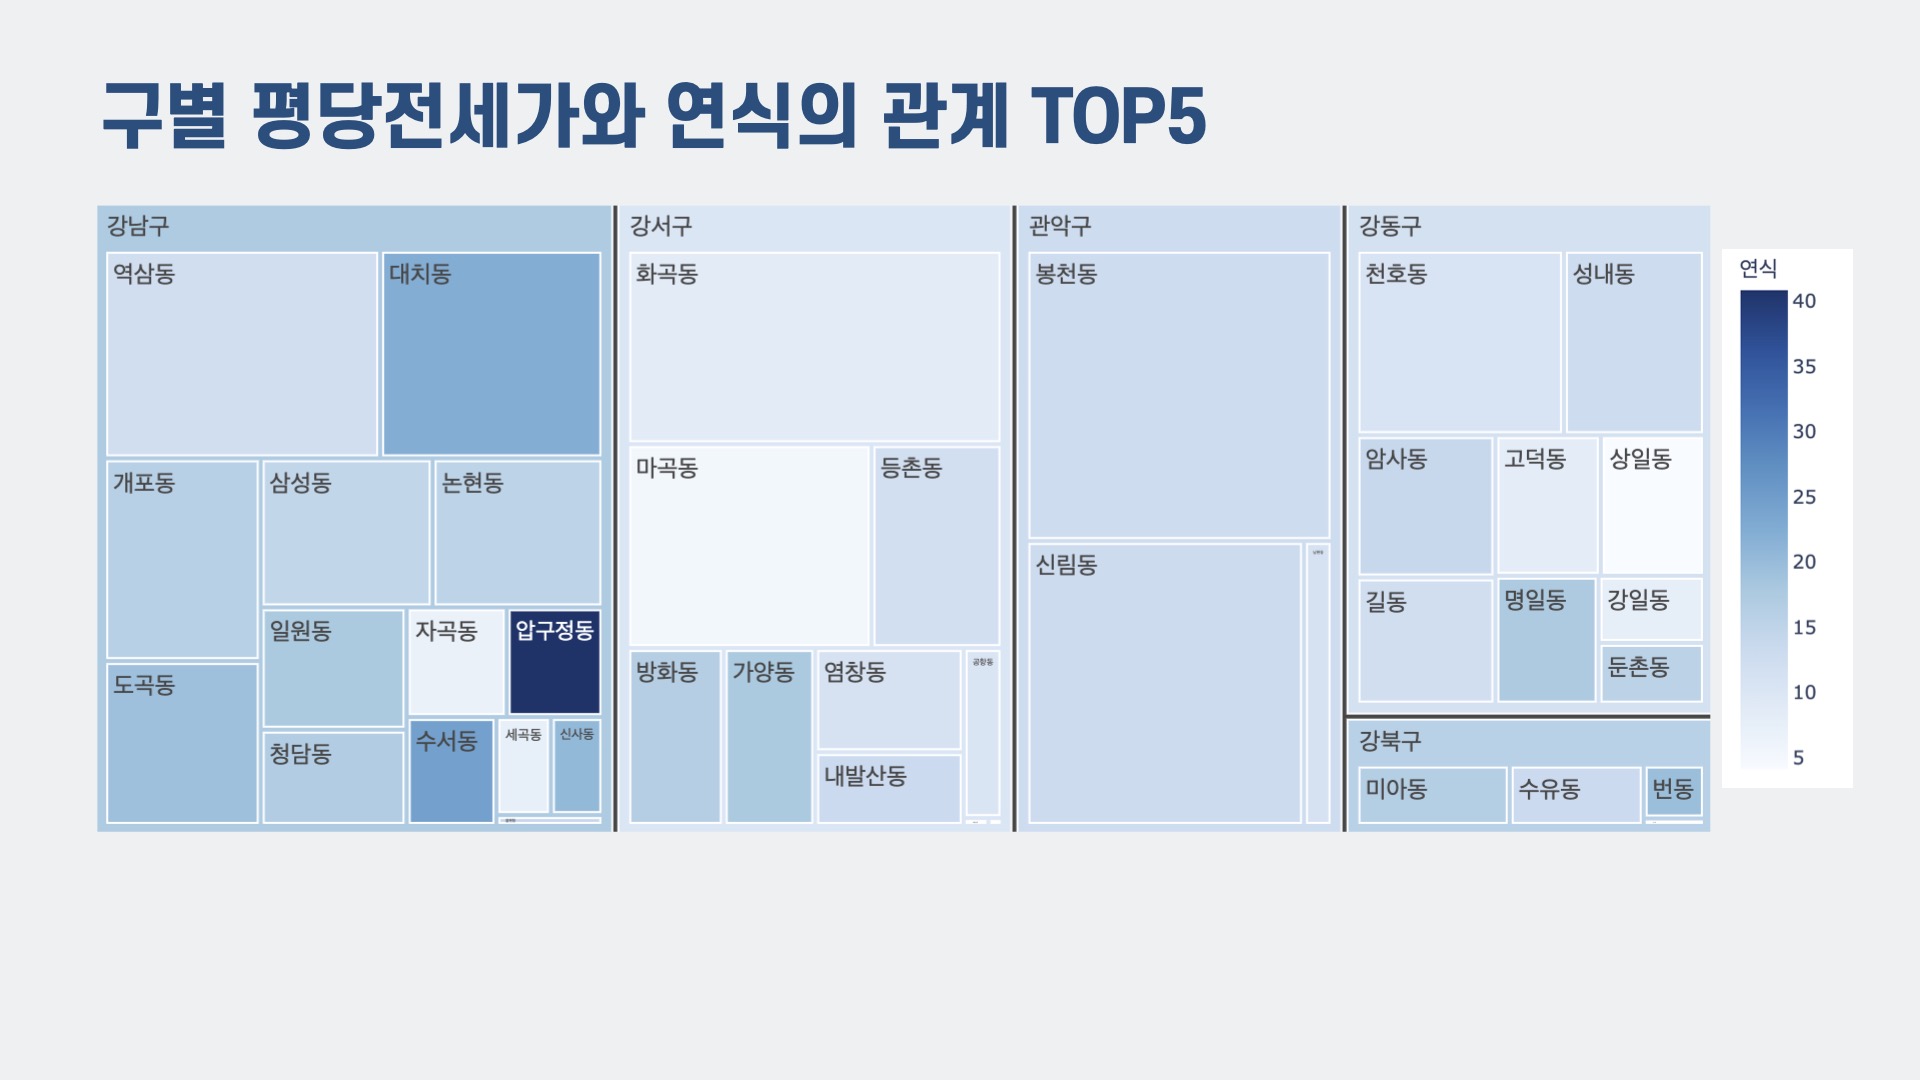 구별 평당전세가와 연식의 관계 TOP5
강남구
역삼동
대치동
개포동
삼성동
논현동
도곡동
일원동
자곡동
압구정동
청담동
수서동
세곡동
신사동
강서구
화곡동
마곡동
등촌동
방화동
가양동
염창동
공항동
내발산동
관악구
봉천동
신림동
강동구
천호동
성내동
암사동
고덕동
상일동
길동
명일동
강일동
둔촌동
강북구
미아동
수유동
번동
연식
40
35
30
25
20
15
10
5